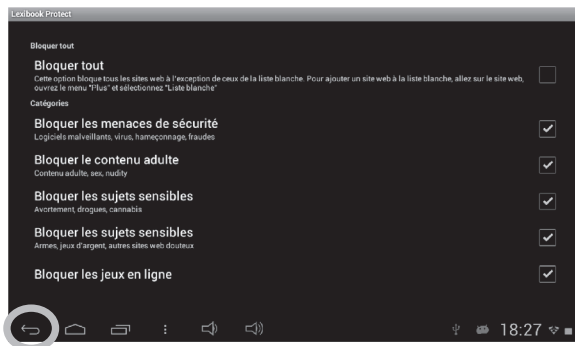 Lexibook Protect
Bloquer tout
Bloquer tout
Cette option bloque tous les sites web à l'exception de ceux de la liste blanche. Pour ajouter un site web à la liste blanche, allez sur le site web,
ouvrez le menu "Plus" et sélectionnez "Liste blanche"
Catégories
Bloquer les menaces de sécurité
Logiciels malveillants, virus, hameçonnage, fraudes
Bloquer le contenu adulte
Contenu adulte, sex, nudity
Bloquer les sujets sensibles
Avortement, drogues, cannabis
Bloquer les sujets sensibles
Armes, jeux d'argent, autres sites web douteux
Bloquer les jeux en ligne
18:27